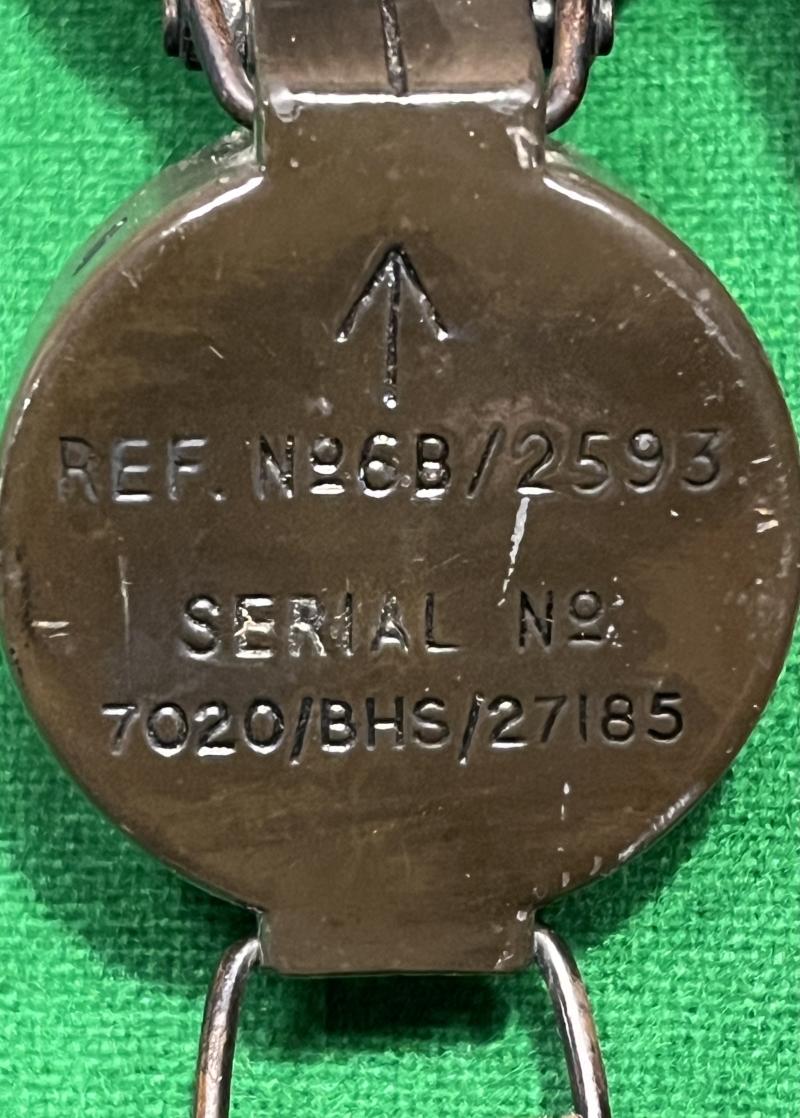 REF. Nº6B/2593
SERIAL Nº
7020/BHS/27185